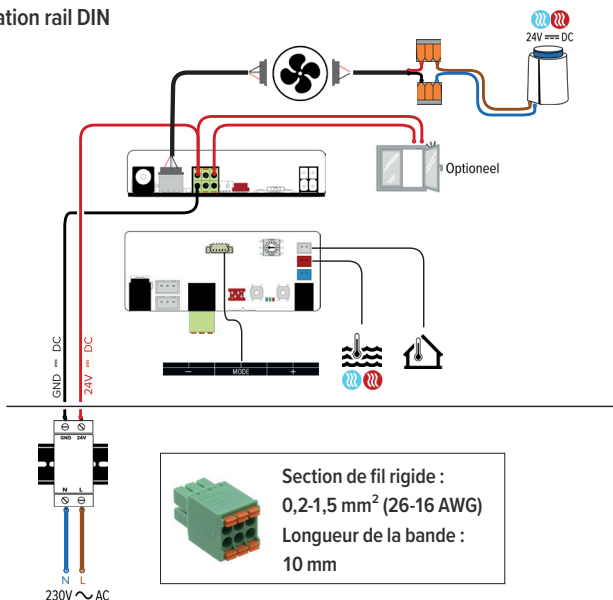 ation rail DIN
24V ⎓ DC
Optioneel
− MODE +
GND ⎓ DC
24V ⎓ DC
GND 24V
N L
N L
230V ∼ AC
Section de fil rigide :
0,2-1,5 mm² (26-16 AWG)
Longueur de la bande :
10 mm